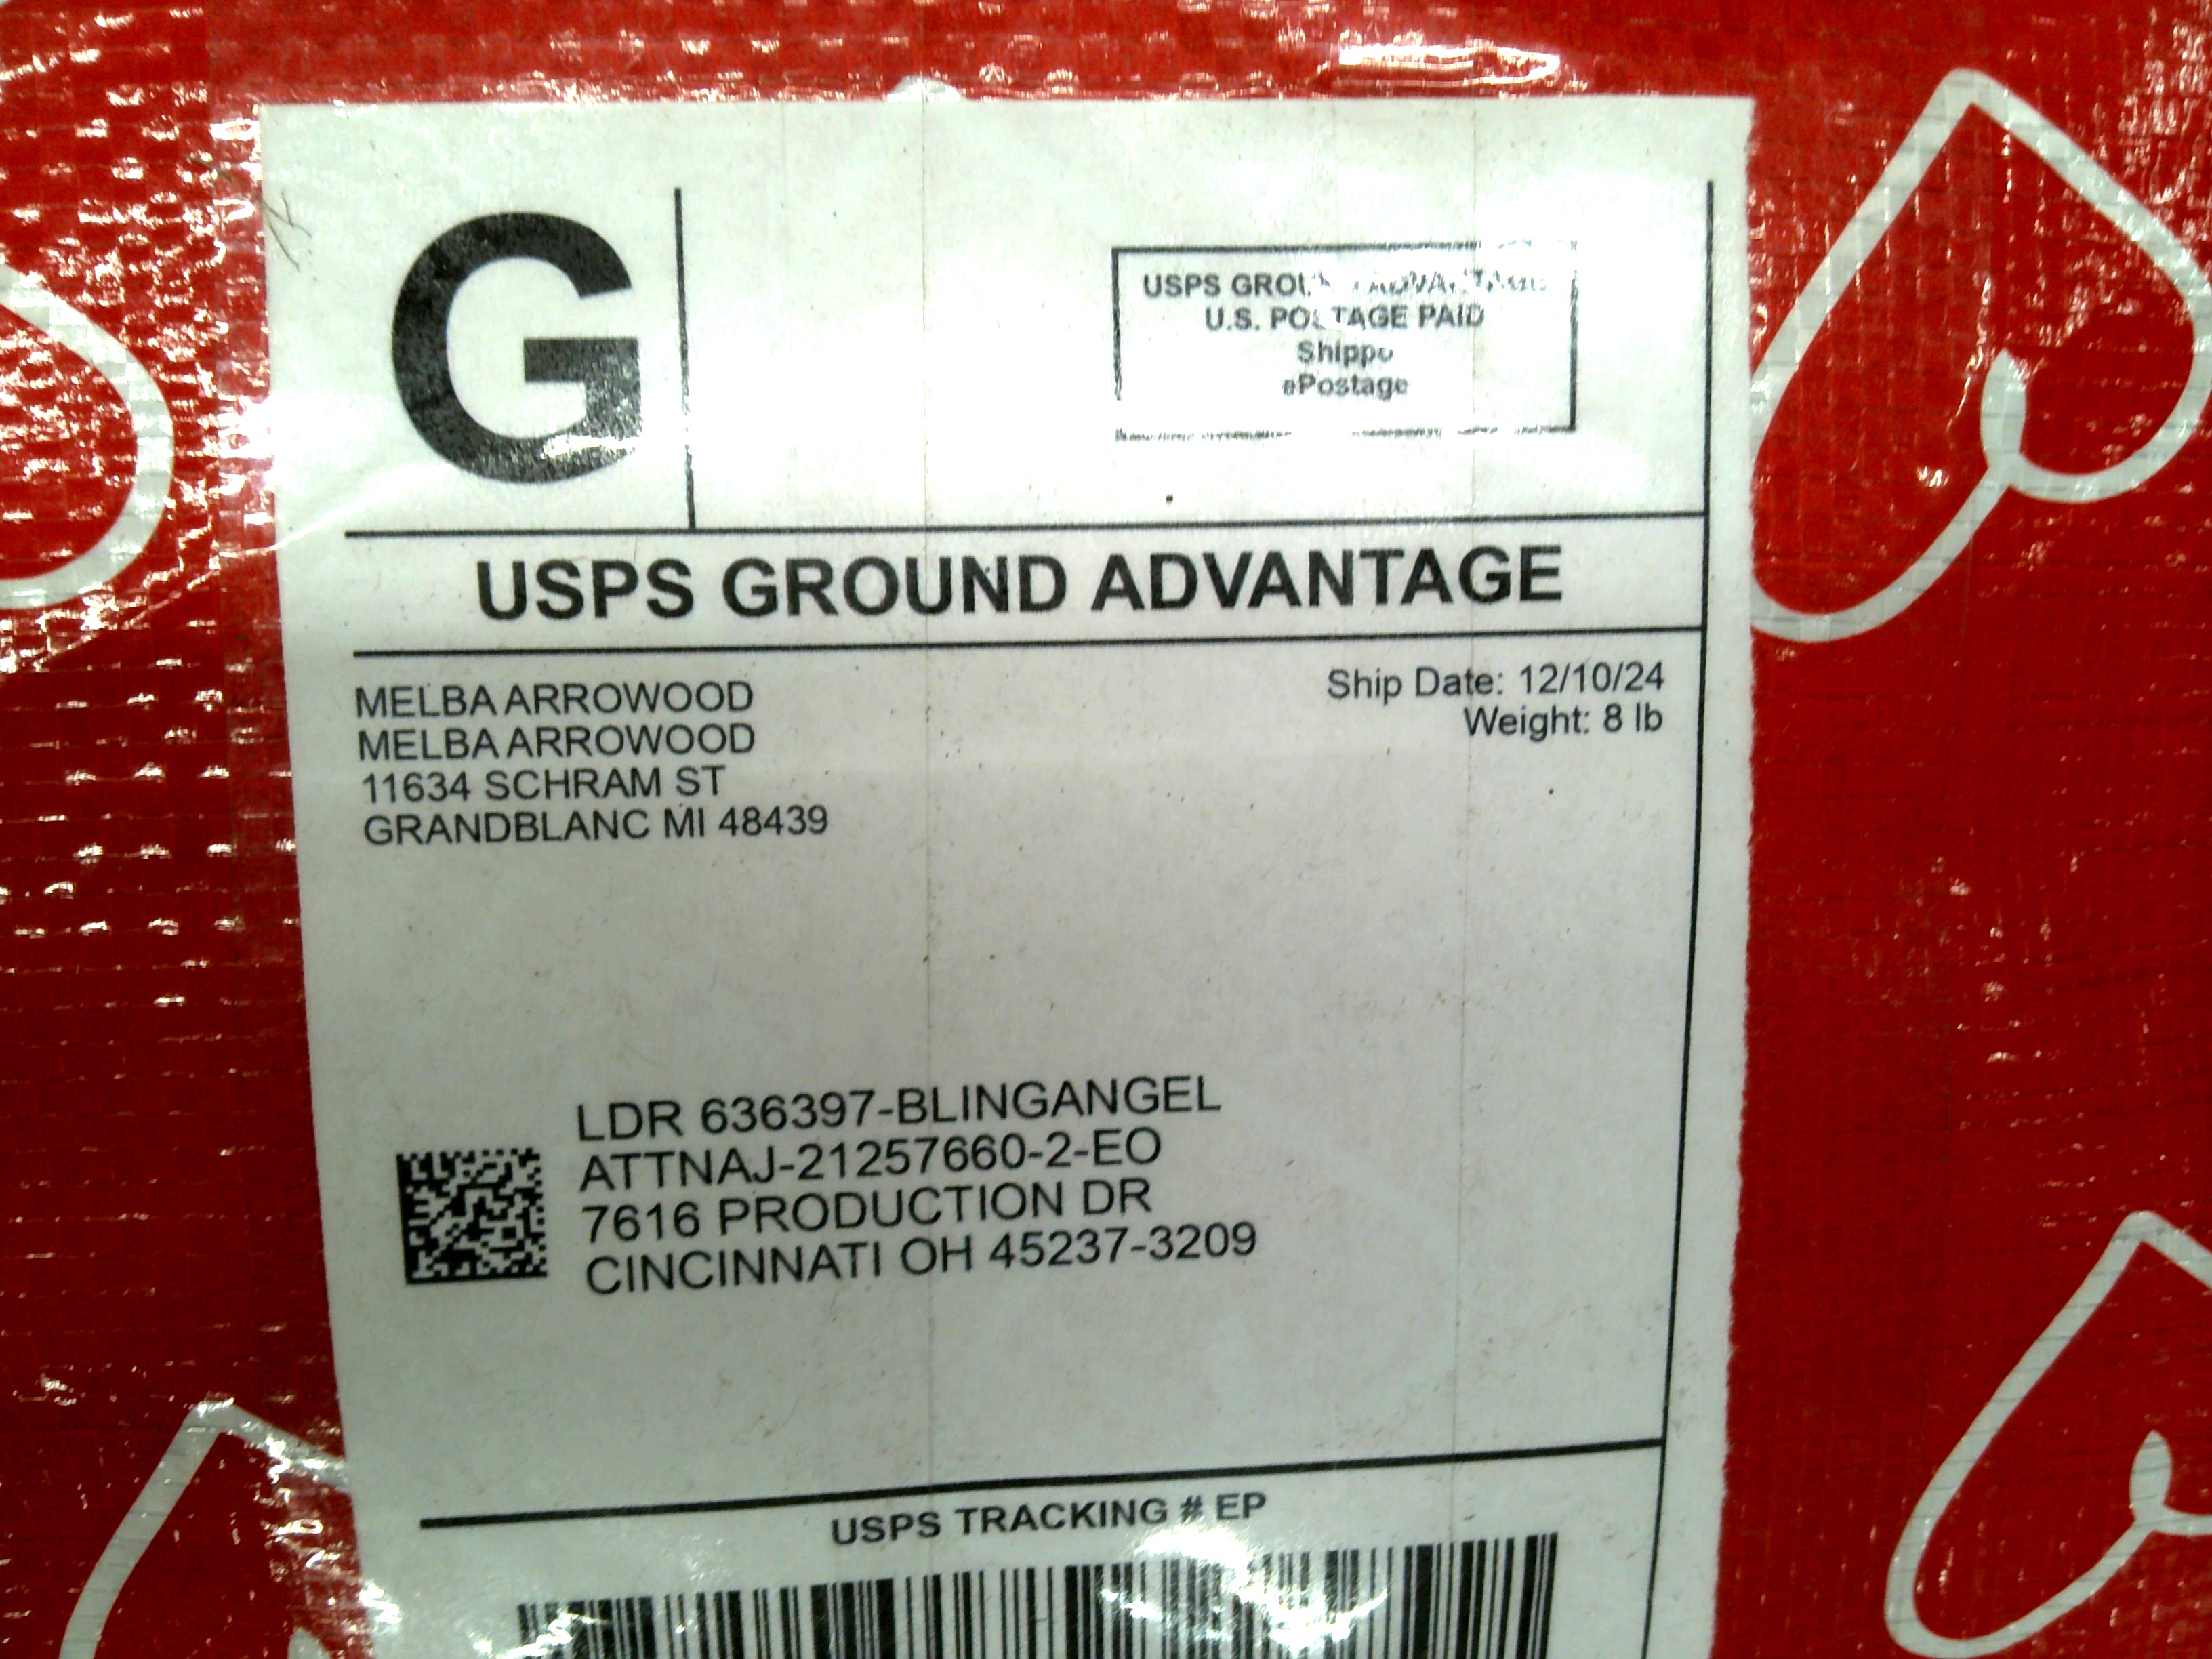 G
USPS GROUND ADVANTAGE
U.S. POSTAGE PAID
Shippo
ePostage
USPS GROUND ADVANTAGE
MELBA ARROWOOD
MELBA ARROWOOD
11634 SCHRAM ST
GRANDBLANC MI 48439
Ship Date: 12/10/24
Weight: 8 lb
LDR 636397-BLINGANGEL
ATTNAJ-21257660-2-EO
7616 PRODUCTION DR
CINCINNATI OH 45237-3209
USPS TRACKING # EP